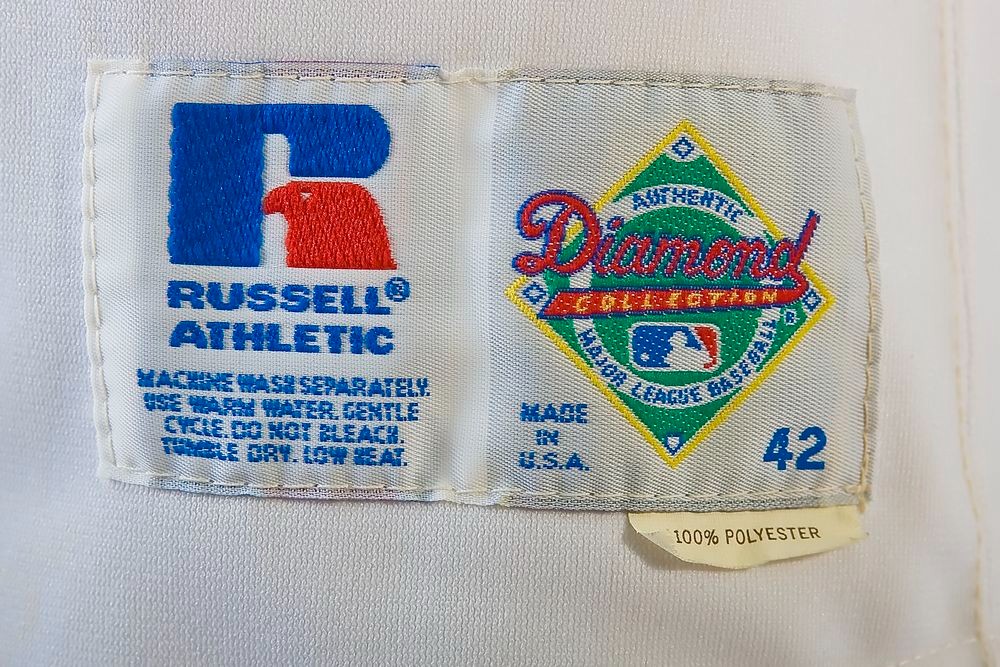 RUSSELL®
ATHLETIC
MACHINE WASH SEPARATELY.
USE WARM WATER. GENTLE
CYCLE. DO NOT BLEACH.
TUMBLE DRY. LOW HEAT.
AUTHENTIC
Diamond
COLLECTION
MAJOR LEAGUE BASEBALL®
MADE
IN
U.S.A.
42
100% POLYESTER